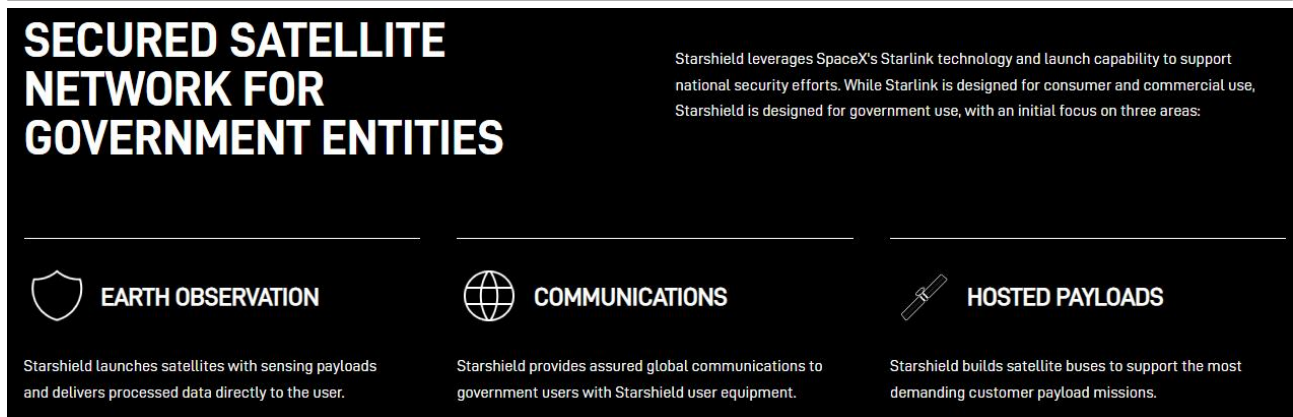 SECURED SATELLITE
NETWORK FOR
GOVERNMENT ENTITIES
Starshield leverages SpaceX's Starlink technology and launch capability to support
national security efforts. While Starlink is designed for consumer and commercial use,
Starshield is designed for government use, with an initial focus on three areas:
EARTH OBSERVATION
Starshield launches satellites with sensing payloads
and delivers processed data directly to the user.
COMMUNICATIONS
Starshield provides assured global communications to
government users with Starshield user equipment.
HOSTED PAYLOADS
Starshield builds satellite buses to support the most
demanding customer payload missions.